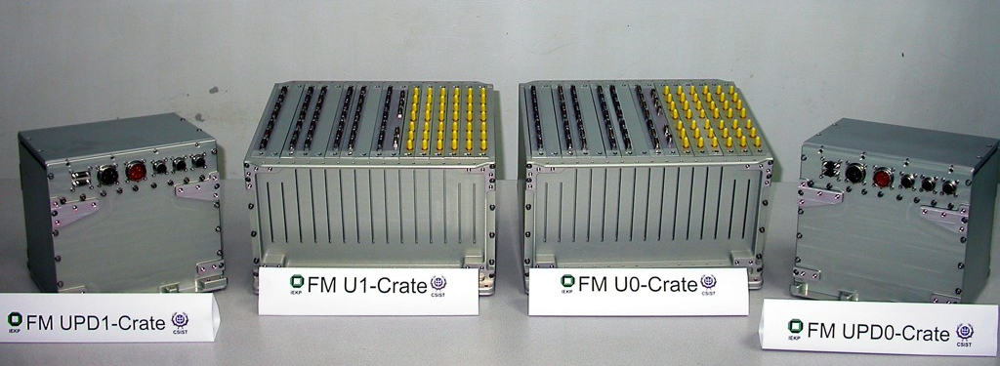 FM UPD1-Crate
IEKP
CSIST
FM U1-Crate
IEKP
CSIST
FM U0-Crate
IEKP
CSIST
FM UPD0-Crate
IEKP
CSIST